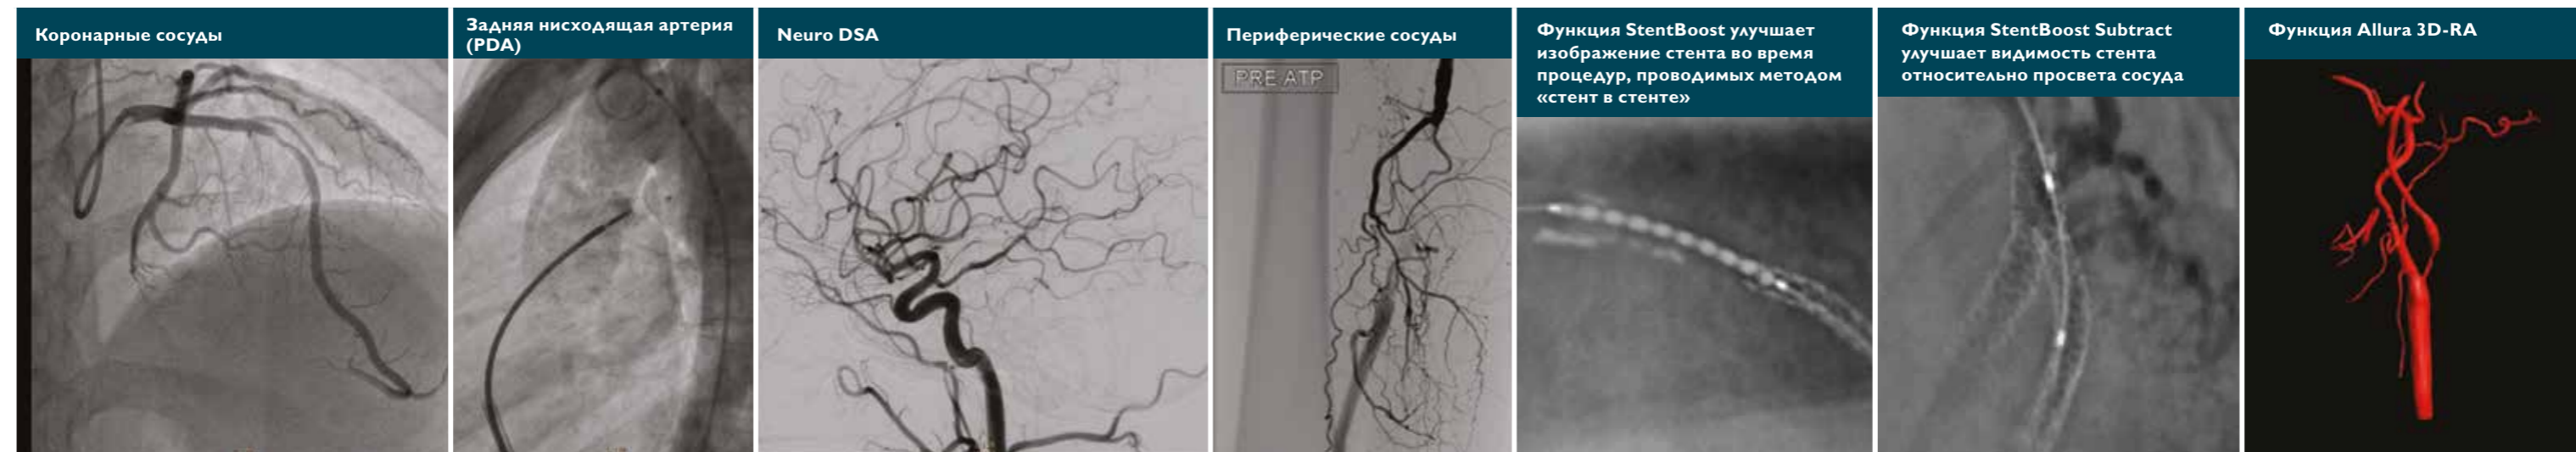 Коронарные сосуды
Задняя нисходящая артерия
(PDA)
Neuro DSA
Периферические сосуды
PRE ATP
Функция StentBoost улучшает
изображение стента во время
процедур, проводимых методом
«стент в стенте»
Функция StentBoost Subtract
улучшает видимость стента
относительно просвета сосуда
Функция Allura 3D-RA